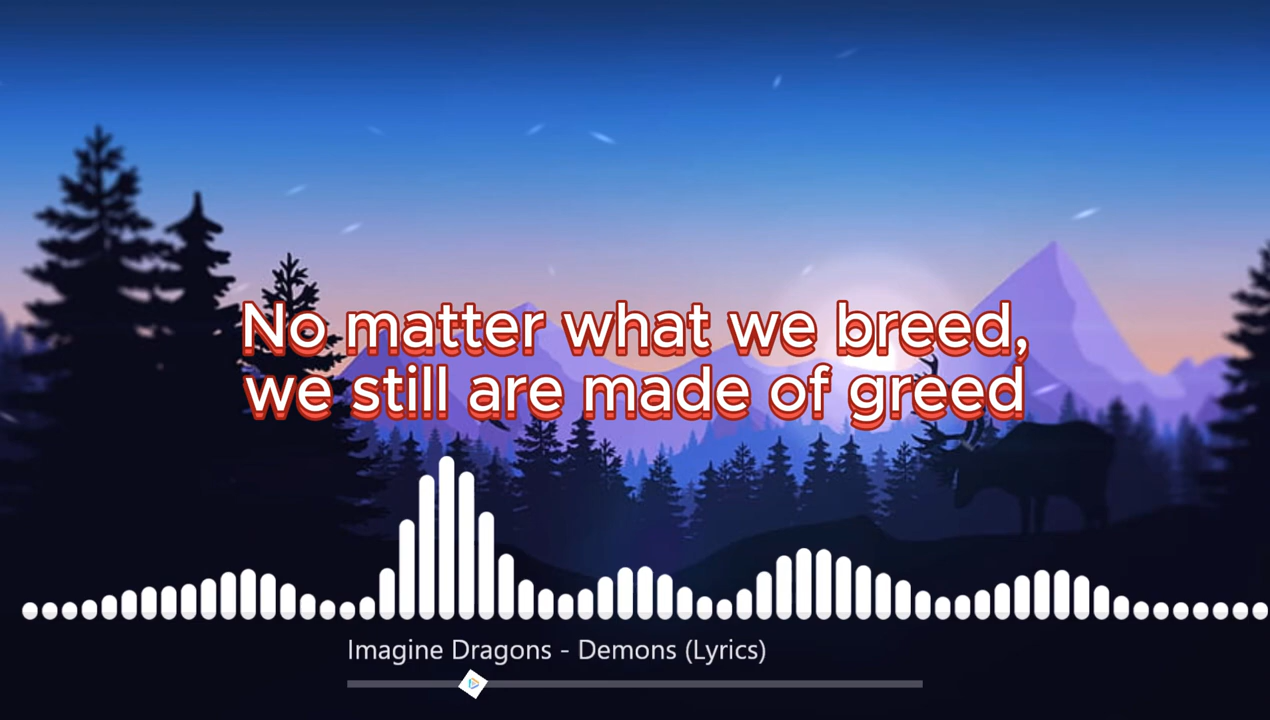 No matter what we breed,
we still are made of greed
Imagine Dragons - Demons (Lyrics)